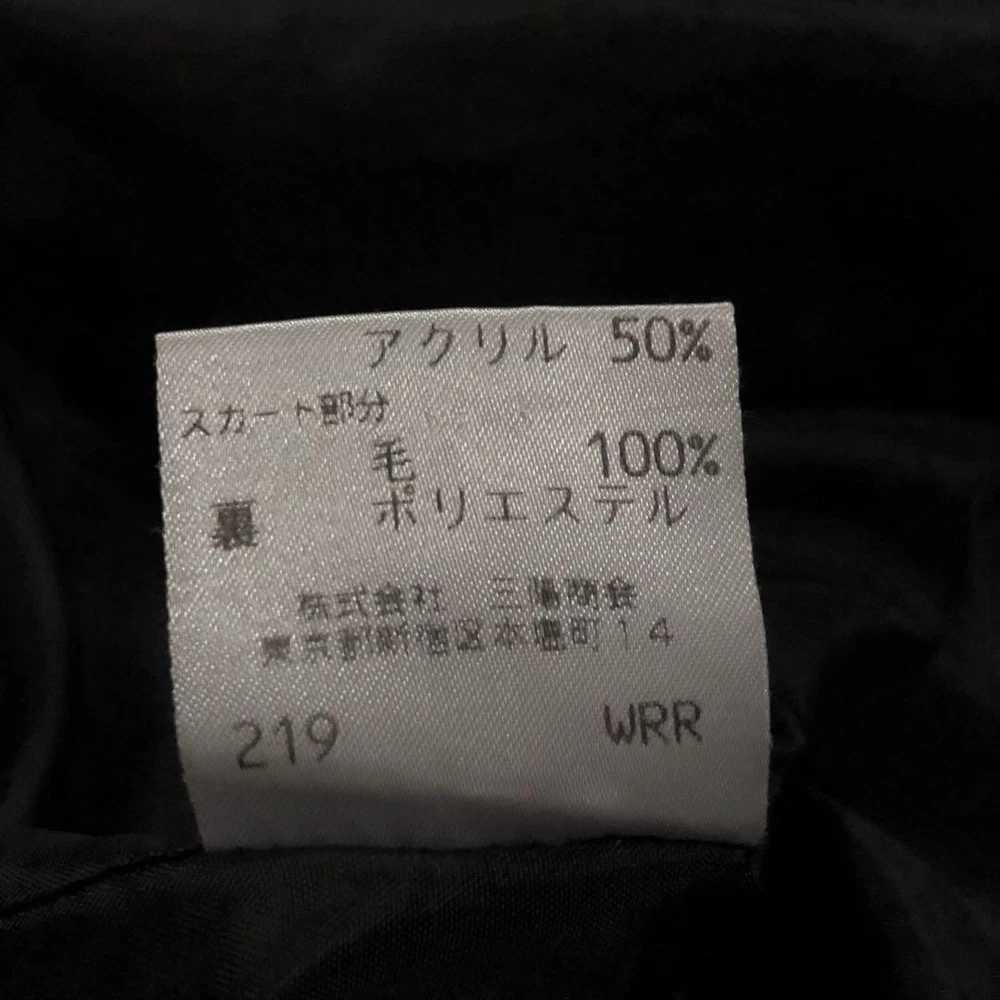 アクリル 50%
スカート部分
毛 100%
裏 ポリエステル
株式会社 三陽商会
東京都新宿区本塩町14
219 WRR